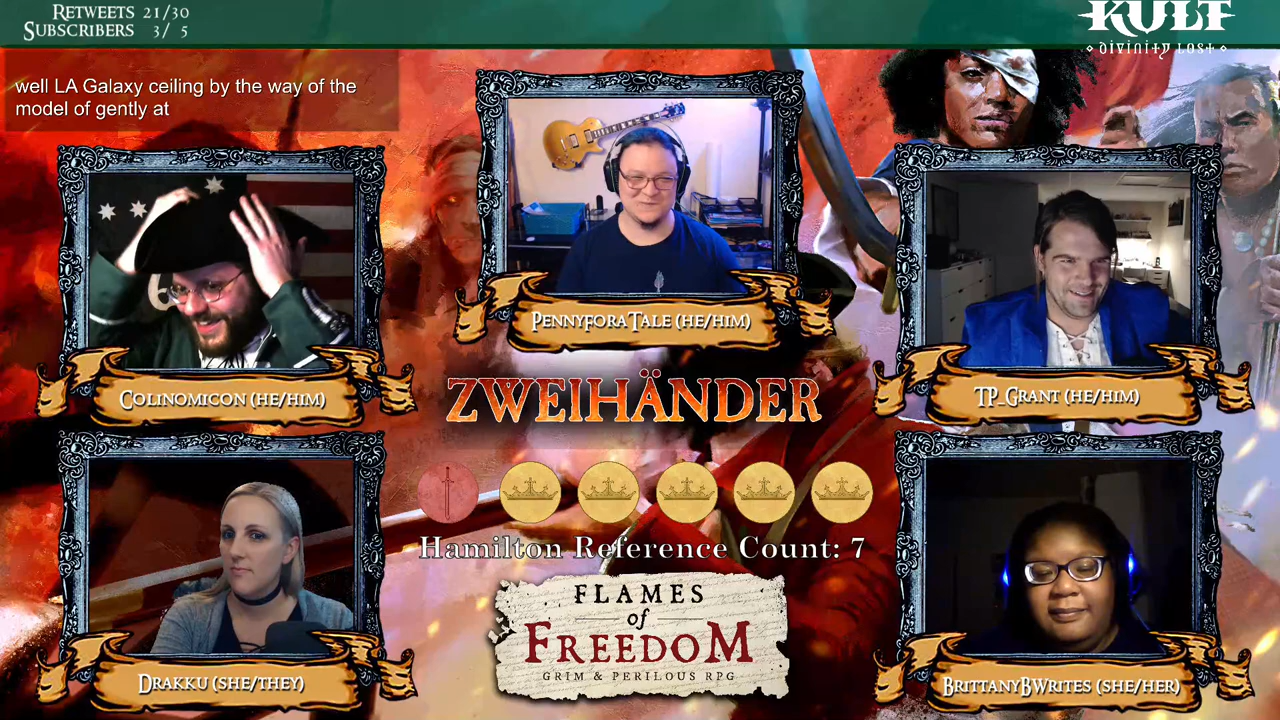 RETWEETS 21/30
SUBSCRIBERS 3/ 5
KULT
DIVINITY LOST
well LA Galaxy ceiling by the way of the
model of gently at
PENNYFORATALE (HE/HIM)
COLINOMICON (HE/HIM)
TP_GRANT (HE/HIM)
ZWEIHÄNDER
Hamilton Reference Count: 7
FLAMES
of
FREEDOM
GRIM & PERILOUS RPG
DRAKKU (SHE/THEY)
BRITTANYBWRITES (SHE/HER)